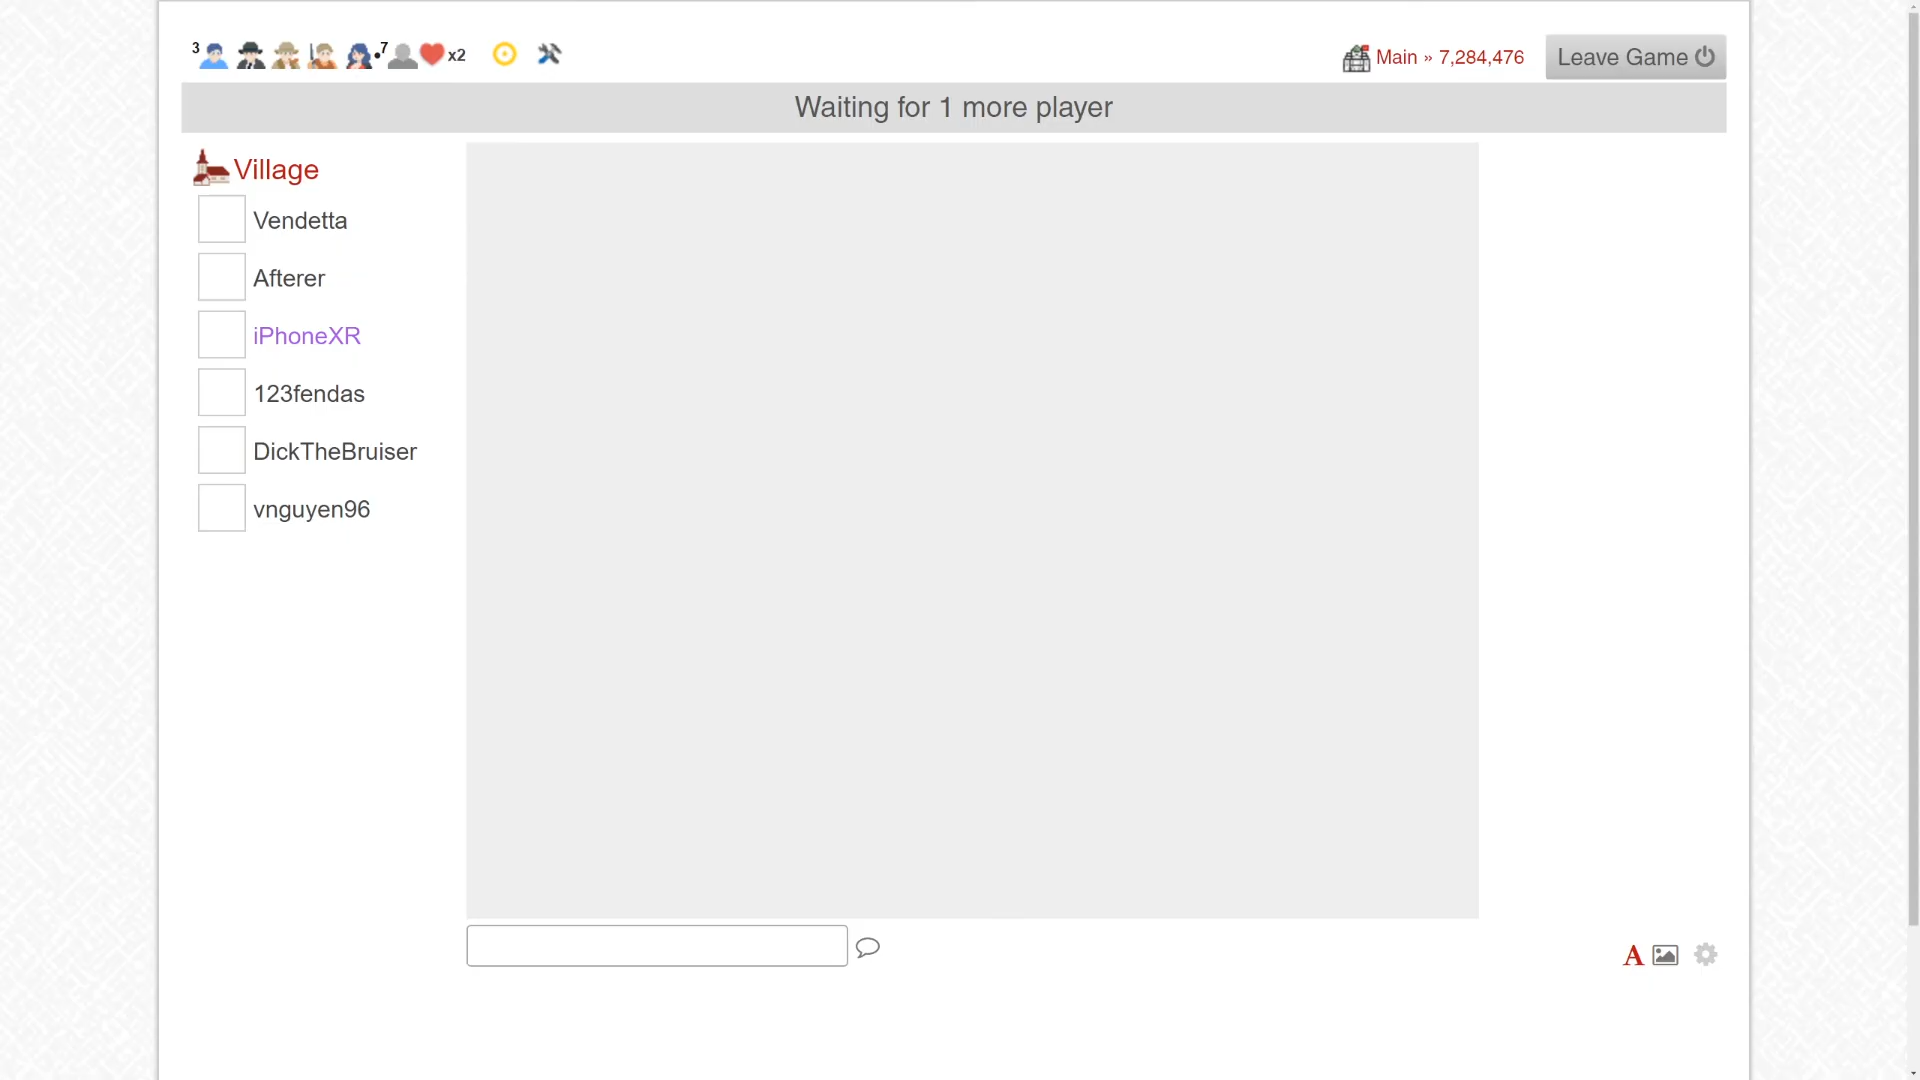 3 7 x2
Main » 7,284,476
Leave Game
Waiting for 1 more player
Village
Vendetta
Afterer
iPhoneXR
123fendas
DickTheBruiser
vnguyen96
A